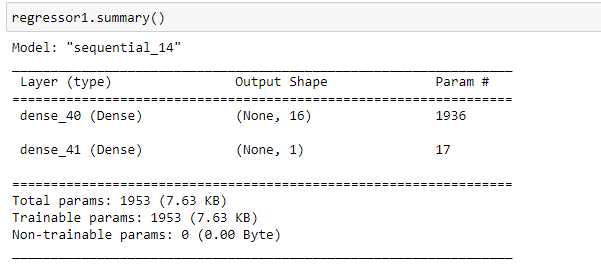 regressor1.summary()
Model: "sequential_14"
_________________________________________________________________
Layer (type) Output Shape Param #
=================================================================
dense_40 (Dense) (None, 16) 1936
dense_41 (Dense) (None, 1) 17
=================================================================
Total params: 1953 (7.63 KB)
Trainable params: 1953 (7.63 KB)
Non-trainable params: 0 (0.00 Byte)
_________________________________________________________________